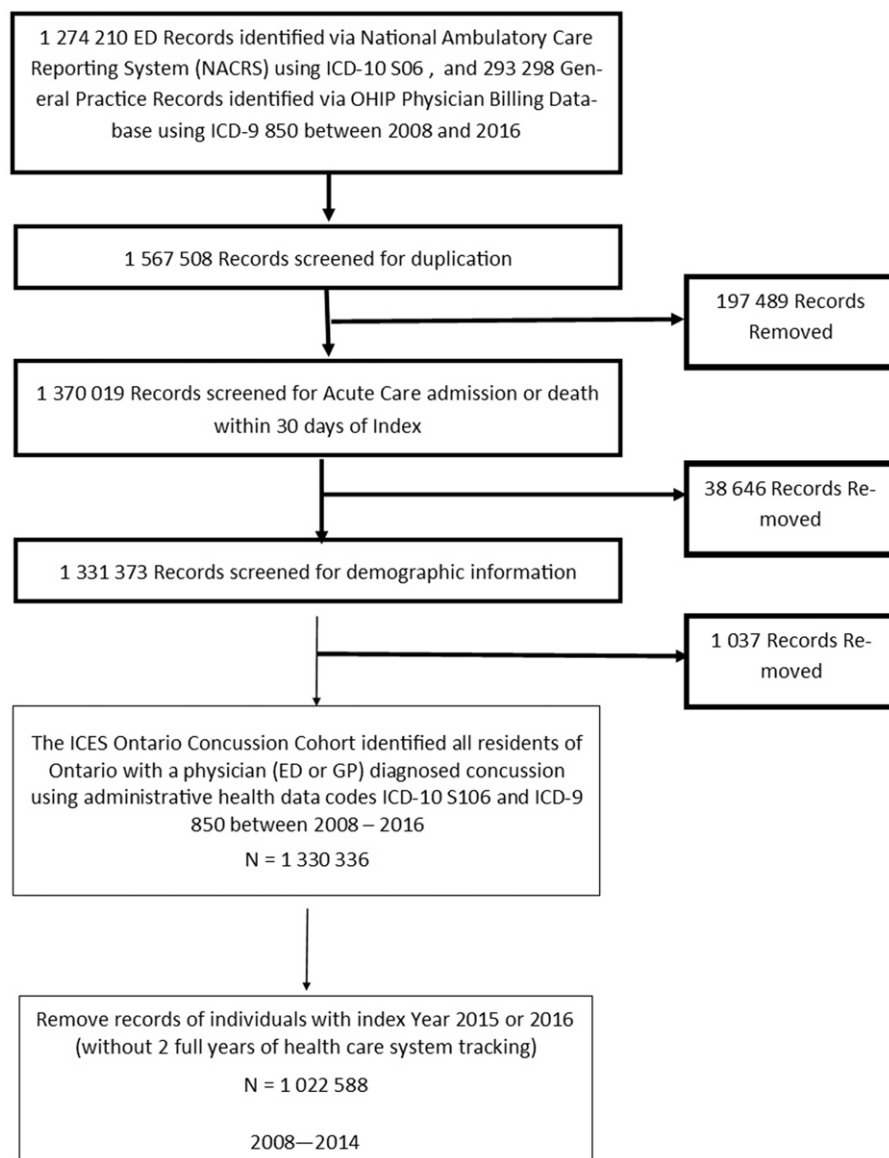 1 274 210 ED Records identified via National Ambulatory Care
Reporting System (NACRS) using ICD-10 S06 , and 293 298 Gen-
eral Practice Records identified via OHIP Physician Billing Data-
base using ICD-9 850 between 2008 and 2016
1 567 508 Records screened for duplication
197 489 Records
Removed
1 370 019 Records screened for Acute Care admission or death
within 30 days of Index
38 646 Records Re-
moved
1 331 373 Records screened for demographic information
1 037 Records Re-
moved
The ICES Ontario Concussion Cohort identified all residents of
Ontario with a physician (ED or GP) diagnosed concussion
using administrative health data codes ICD-10 S106 and ICD-9
850 between 2008 – 2016
N = 1 330 336
Remove records of individuals with index Year 2015 or 2016
(without 2 full years of health care system tracking)
N = 1 022 588
2008—2014